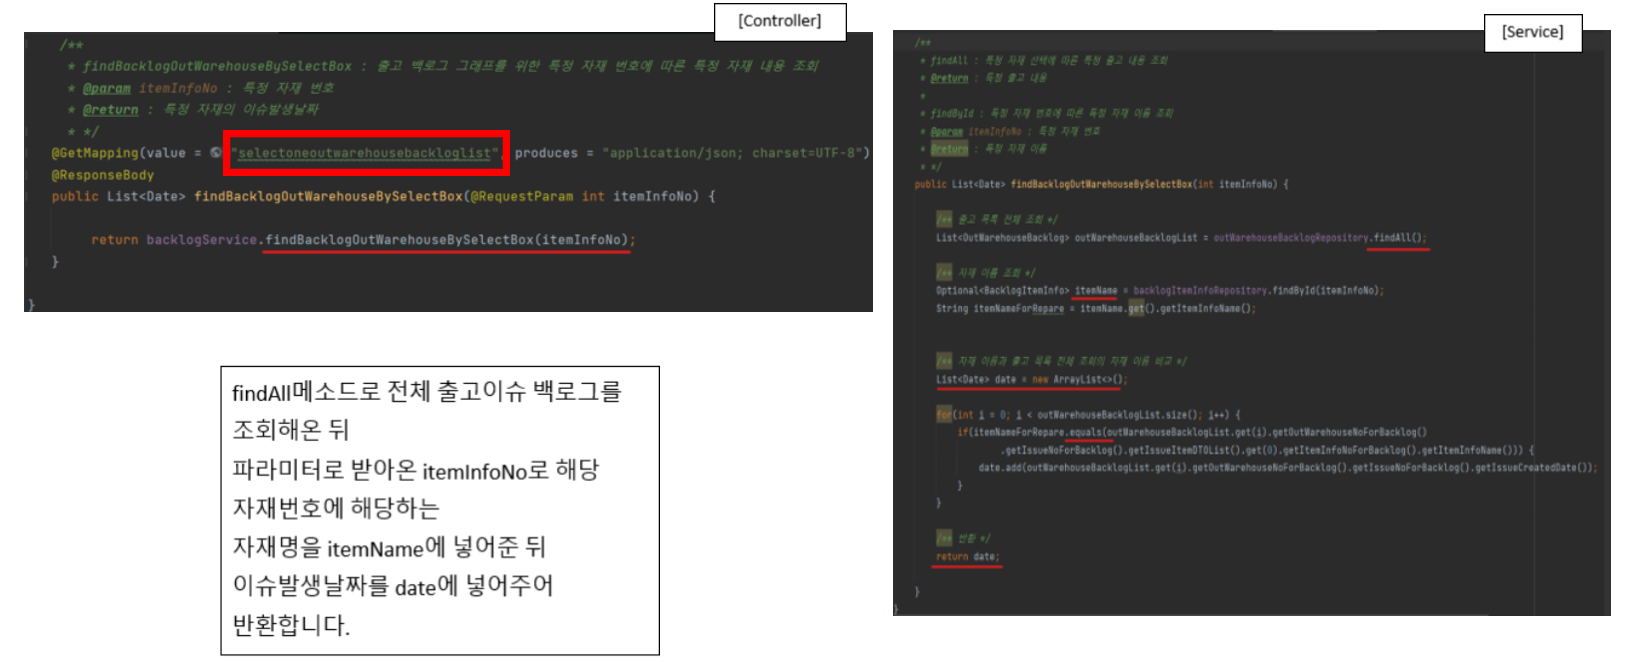 [Controller]
/**
* findBacklogOutWarehouseBySelectBox : 출고 백로그 그래프를 위한 특정 자재 번호에 따른 특정 자재 내용 조회
* @param itemInfoNo : 특정 자재 번호
* @return : 특정 자재의 이슈발생날짜
* */
@GetMapping(value = "selectoneoutwarehousebackloglist", produces = "application/json; charset=UTF-8")
@ResponseBody
public List<Date> findBacklogOutWarehouseBySelectBox(@RequestParam int itemInfoNo) {
return backlogService.findBacklogOutWarehouseBySelectBox(itemInfoNo);
}
}
findAll메소드로 전체 출고이슈 백로그를
조회해온 뒤
파라미터로 받아온 itemInfoNo로 해당
자재번호에 해당하는
자재명을 itemName에 넣어준 뒤
이슈발생날짜를 date에 넣어주어
반환합니다.
[Service]
/**
* findAll : 특정 자재 선택에 따른 특정 출고 내용 조회
* @return : 특정 출고 내용
*
* findById : 특정 자재 번호에 따른 특정 자재 이름 조회
* @param itemInfoNo : 특정 자재 번호
* @return : 특정 자재 이름
* */
public List<Date> findBacklogOutWarehouseBySelectBox(int itemInfoNo) {
/** 출고 목록 전체 조회 */
List<OutWarehouseBacklog> outWarehouseBacklogList = outWarehouseBacklogRepository.findAll();
/** 자재 이름 조회 */
Optional<BacklogItemInfo> itemName = backlogItemInfoRepository.findById(itemInfoNo);
String itemNameForRepare = itemName.get().getItemInfoName();
/** 자재 이름과 출고 목록 전체 조회의 자재 이름 비교 */
List<Date> date = new ArrayList<>();
for(int i = 0; i < outWarehouseBacklogList.size(); i++) {
if(itemNameForRepare.equals(outWarehouseBacklogList.get(i).getOutWarehouseNoForBacklog()
.getIssueNoForBacklog().getIssueItemDTOList().get(0).getItemInfoNoForBacklog().getItemInfoName())) {
date.add(outWarehouseBacklogList.get(i).getOutWarehouseNoForBacklog().getIssueNoForBacklog().getIssueCreatedDate());
}
}
/** 반환 */
return date;
}
}